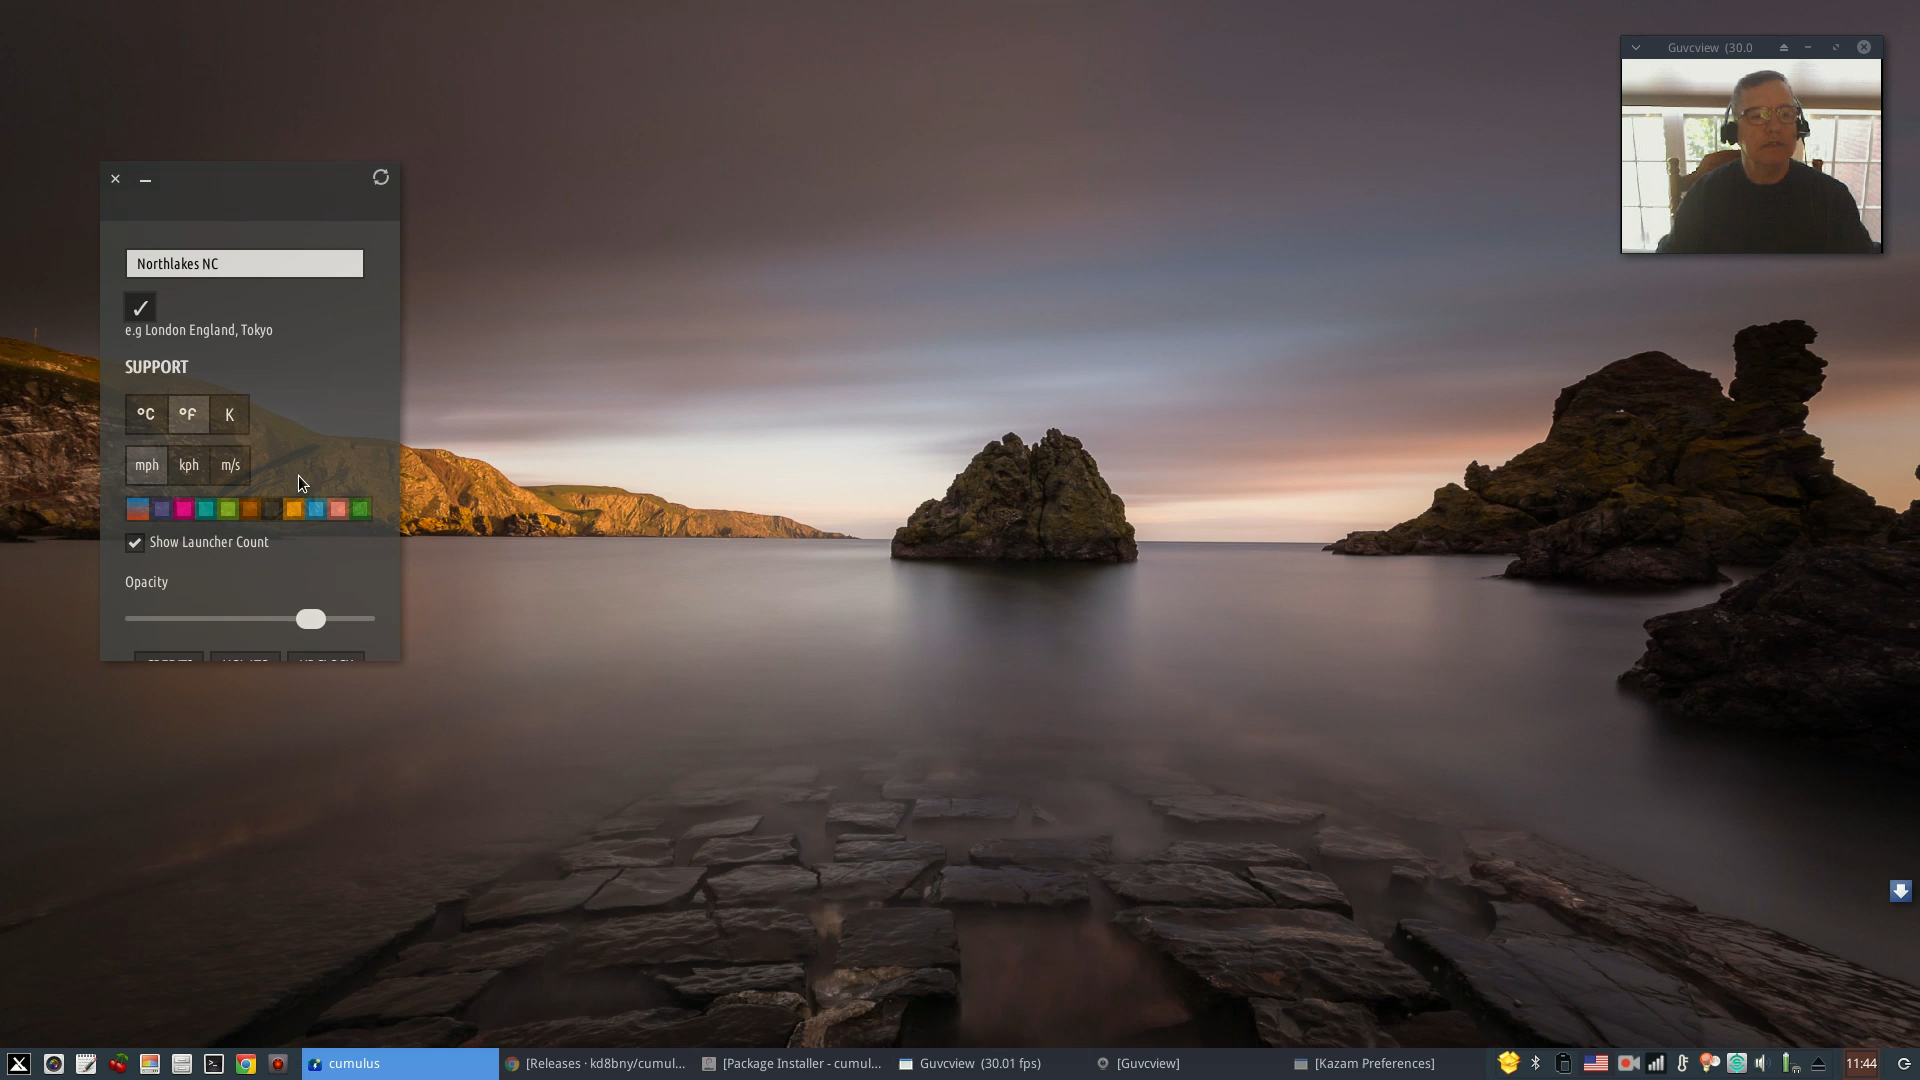 Guvcview (30.0
Northlakes NC
e.g London England, Tokyo
SUPPORT
°C °F K
mph kph m/s
Show Launcher Count
Opacity
cumulus
[Releases · kd8bny/cumul...
[Package Installer - cumul...
Guvcview (30.01 fps)
[Guvcview]
[Kazam Preferences]
11:44